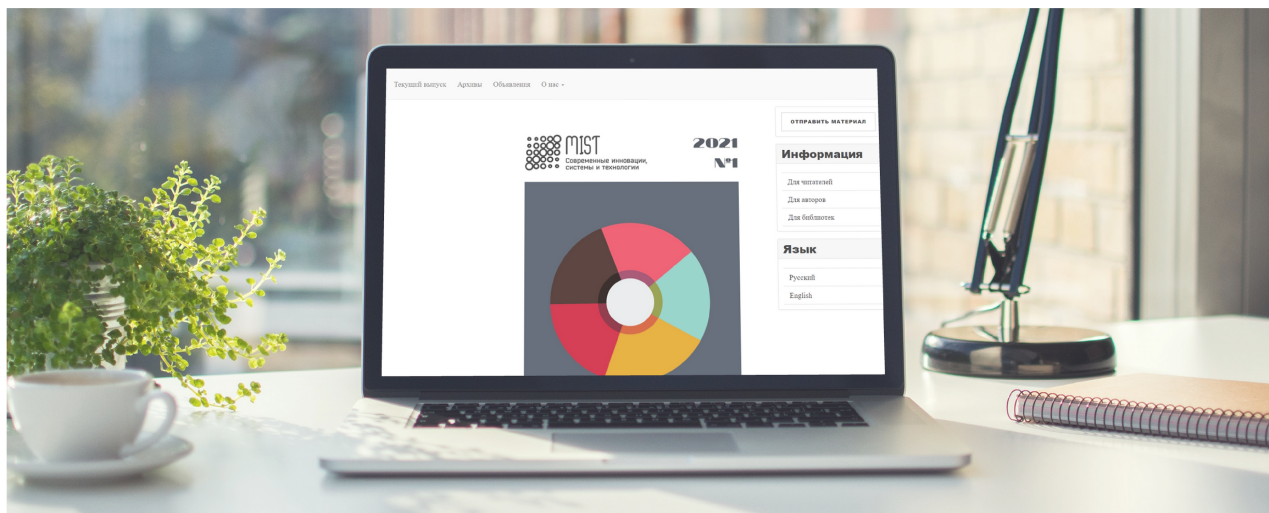 Текущий выпуск Архивы Объявления О нас
MIST
Современные инновации,
системы и технологии
2021
№1
ОТПРАВИТЬ МАТЕРИАЛ
Информация
Для читателей
Для авторов
Для библиотек
Язык
Русский
English